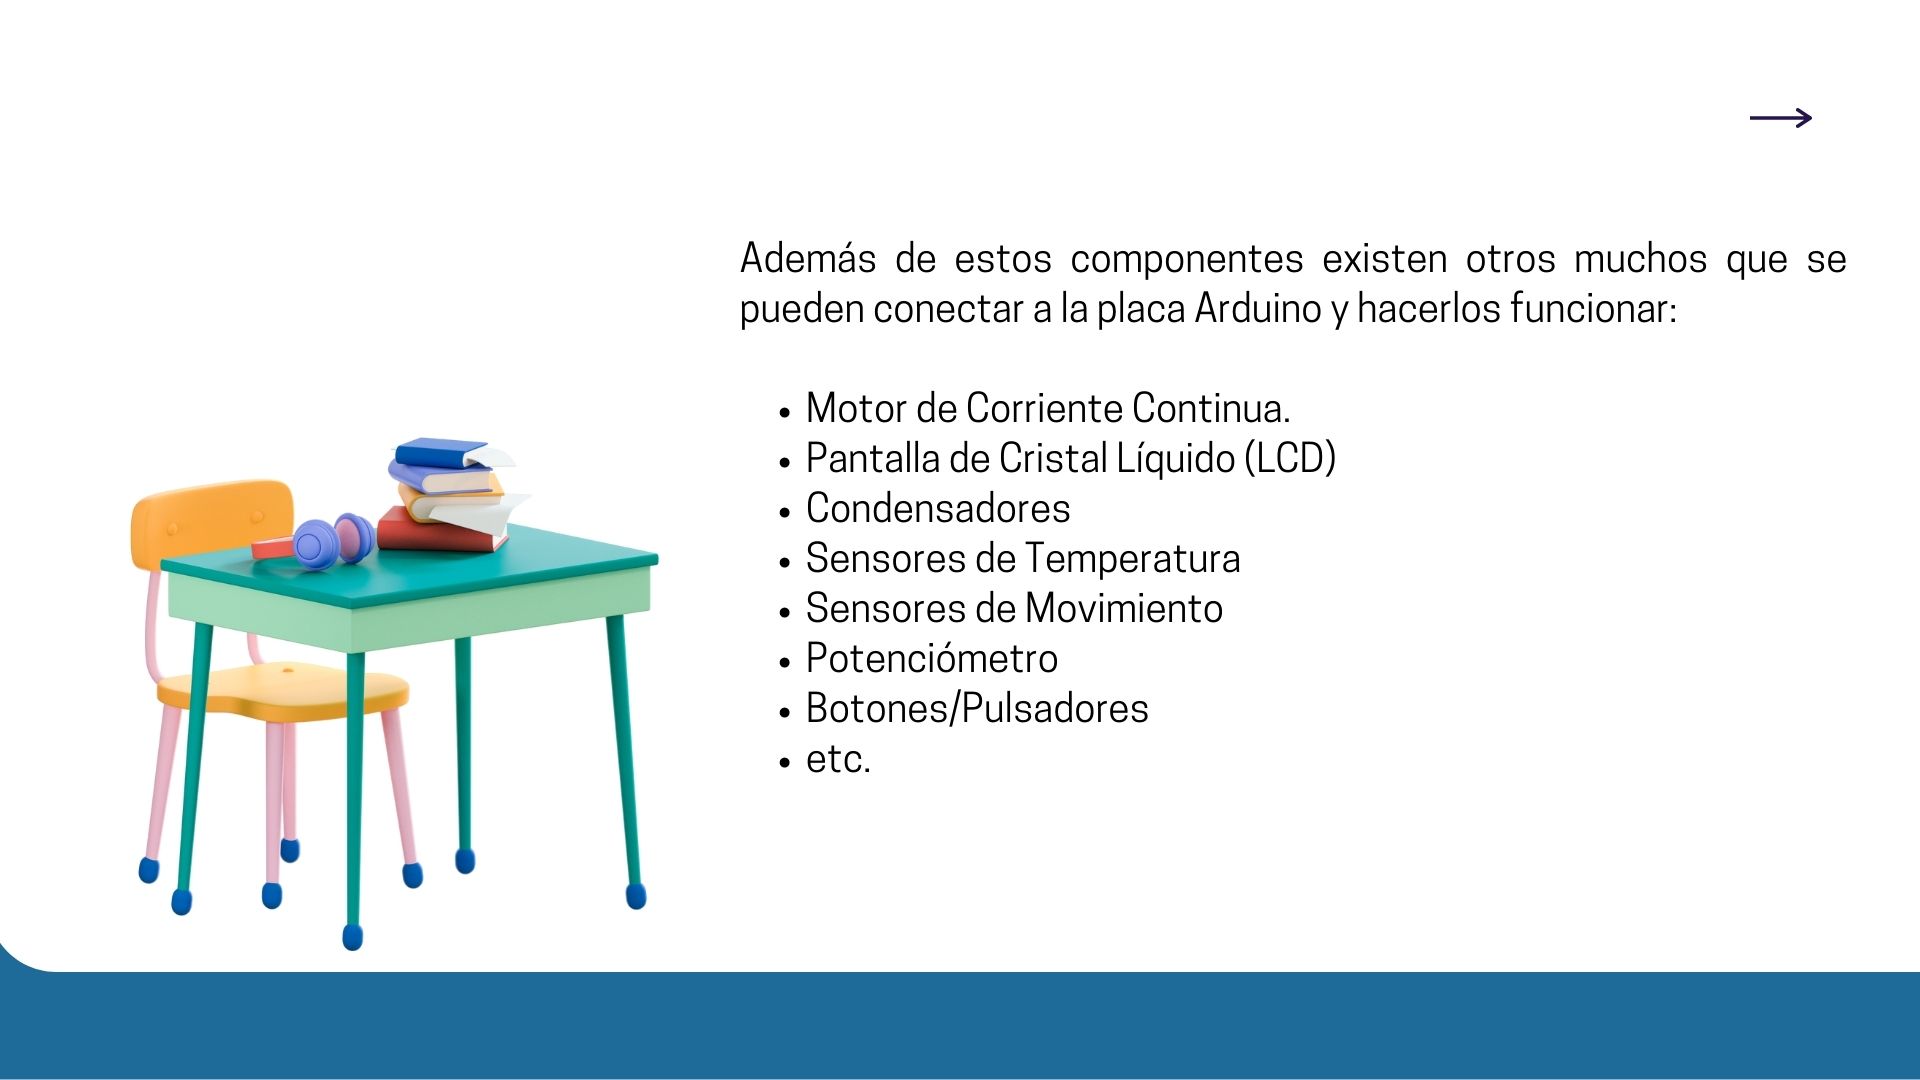 Además de estos componentes existen otros muchos que se
pueden conectar a la placa Arduino y hacerlos funcionar:
• Motor de Corriente Continua.
• Pantalla de Cristal Líquido (LCD)
• Condensadores
• Sensores de Temperatura
• Sensores de Movimiento
• Potenciómetro
• Botones/Pulsadores
• etc.